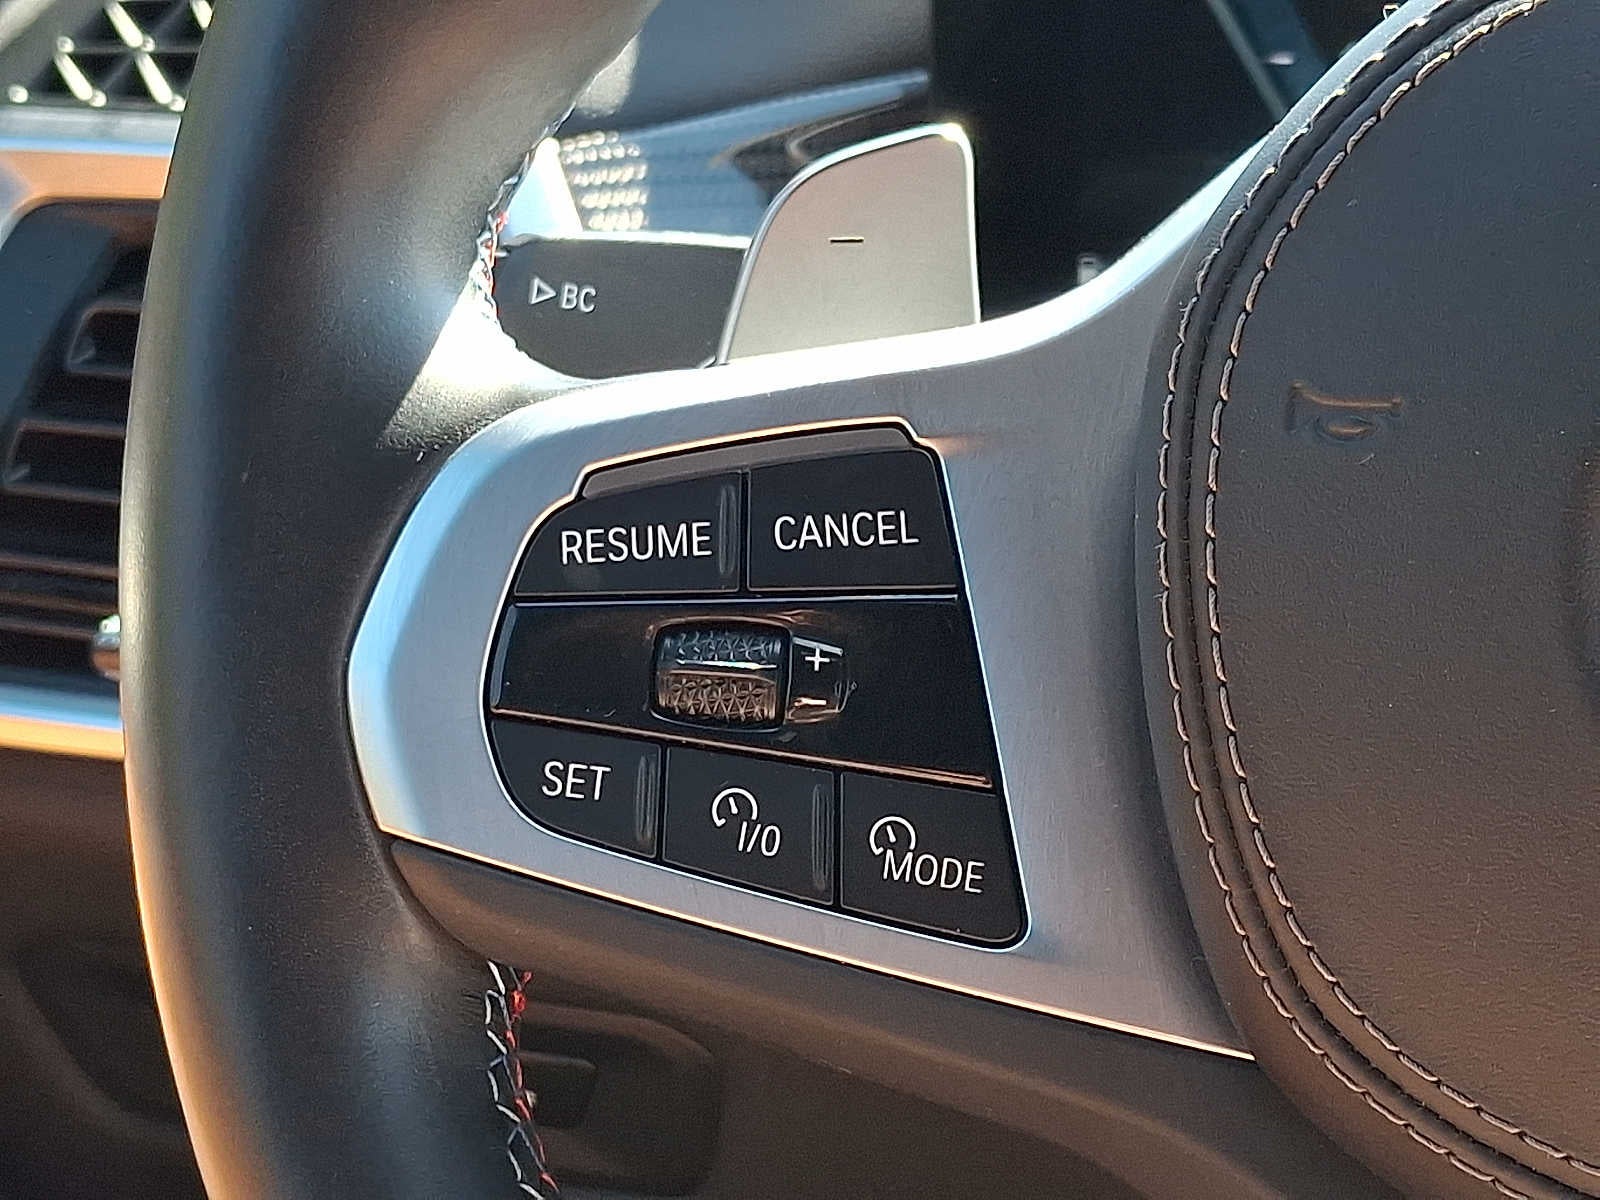 BC
−
RESUME
CANCEL
+
−
SET
I/O
MODE